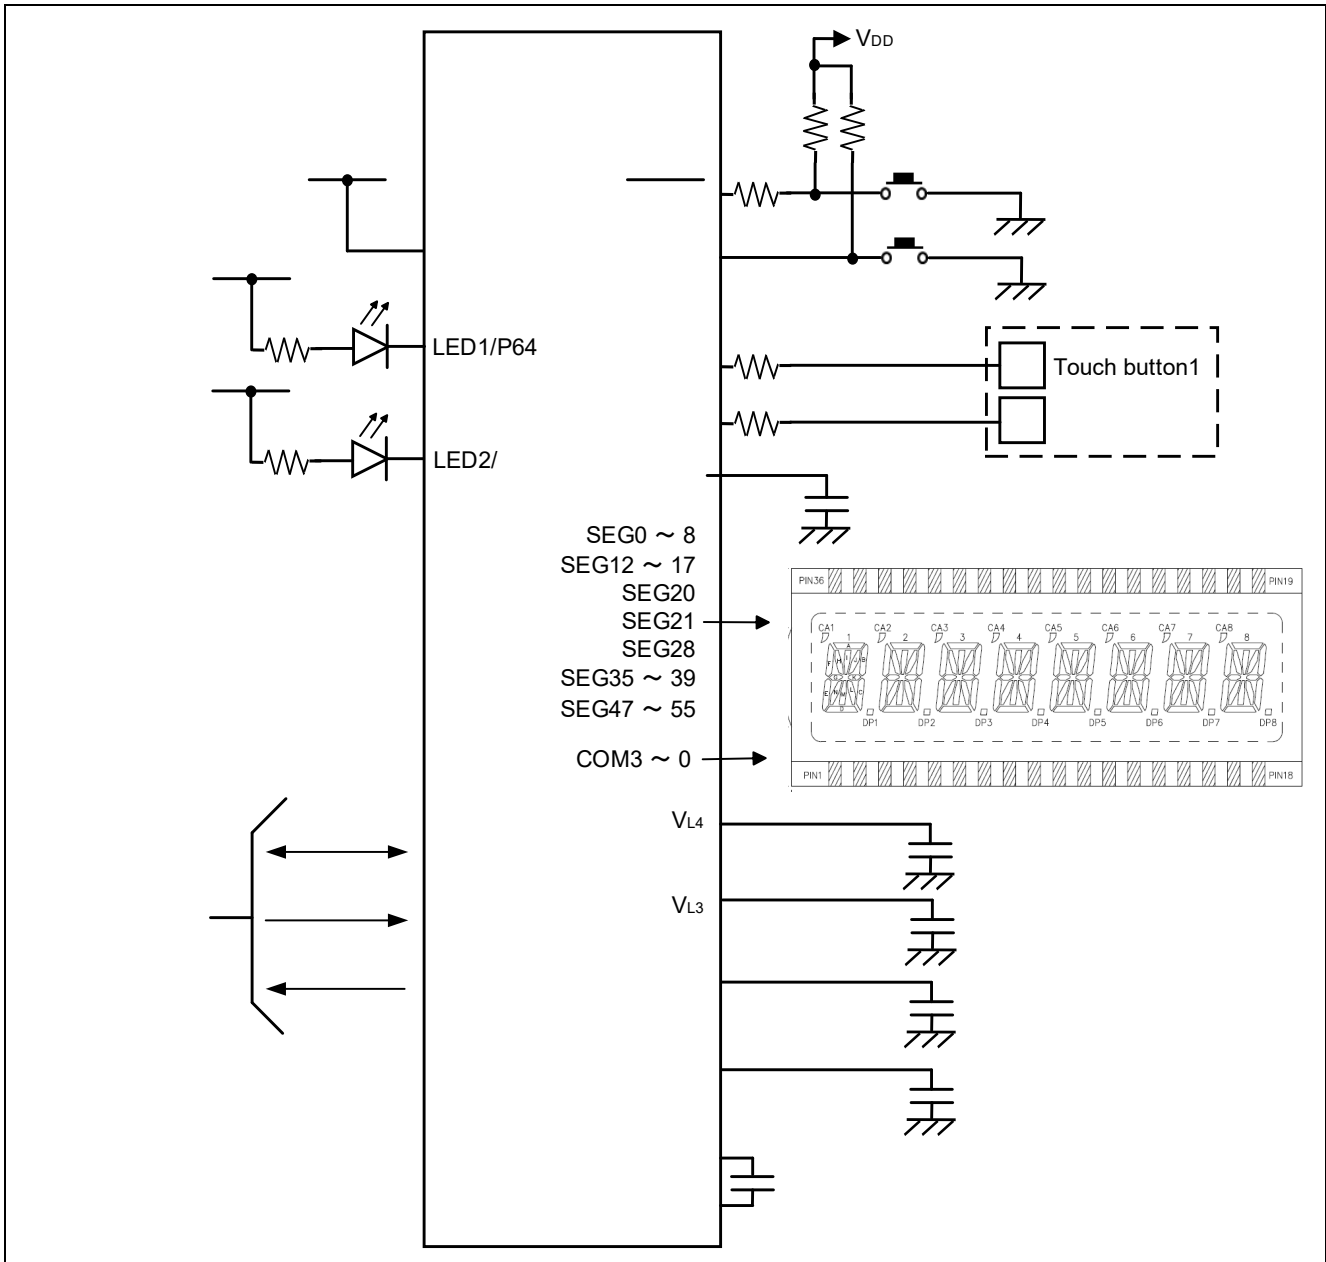 VDD
LED1/P64
Touch button1
LED2/
SEG0 ～ 8
SEG12 ～ 17
SEG20
SEG21
SEG28
SEG35 ～ 39
SEG47 ～ 55
COM3 ～ 0
PIN36 PIN19
CA1 CA2 CA3 CA4 CA5 CA6 CA7 CA8
1 2 3 4 5 6 7 8
A
F H I J B
G K
E N M L C
D
DP1 DP2 DP3 DP4 DP5 DP6 DP7 DP8
PIN1 PIN18
VL4
VL3